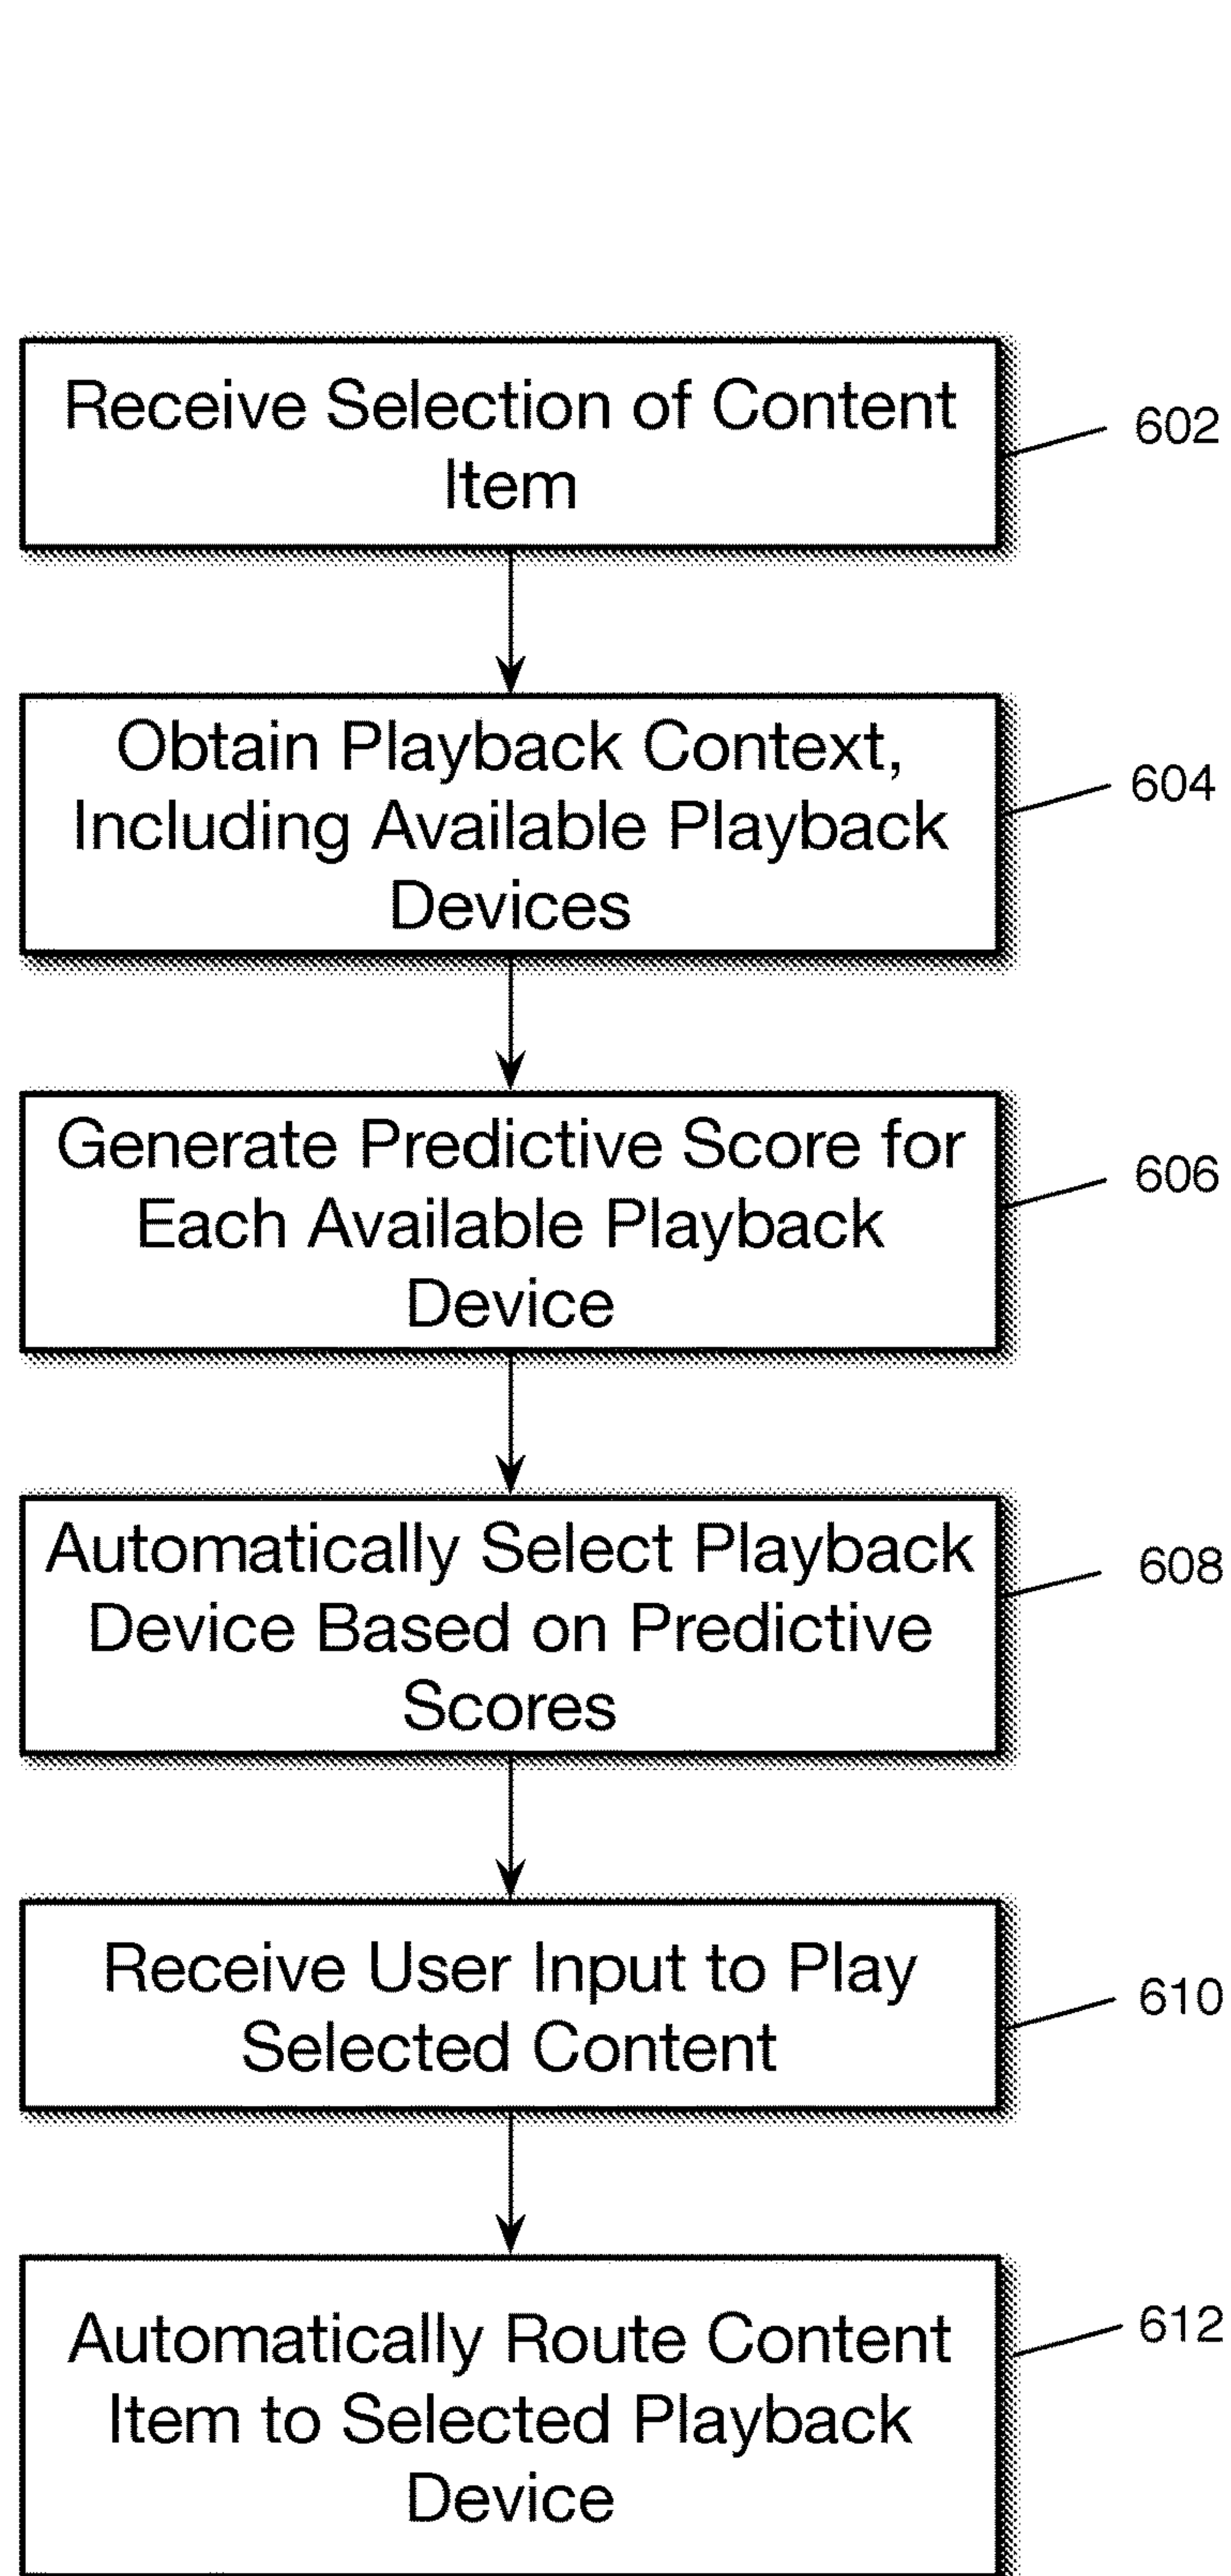 Receive Selection of Content
Item
602
Obtain Playback Context,
Including Available Playback
Devices
604
Generate Predictive Score for
Each Available Playback
Device
606
Automatically Select Playback
Device Based on Predictive
Scores
608
Receive User Input to Play
Selected Content
610
Automatically Route Content
Item to Selected Playback
Device
612